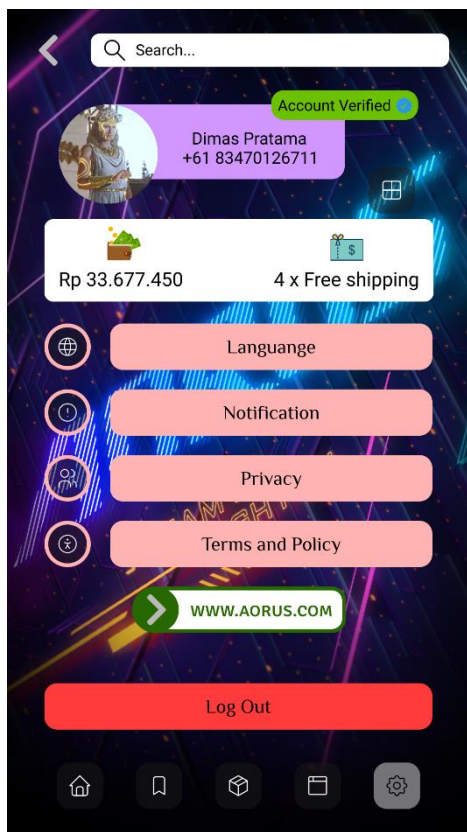 Search...
Account Verified
Dimas Pratama
+61 83470126711
Rp 33.677.450
4 x Free shipping
Languange
Notification
Privacy
Terms and Policy
WWW.AORUS.COM
Log Out